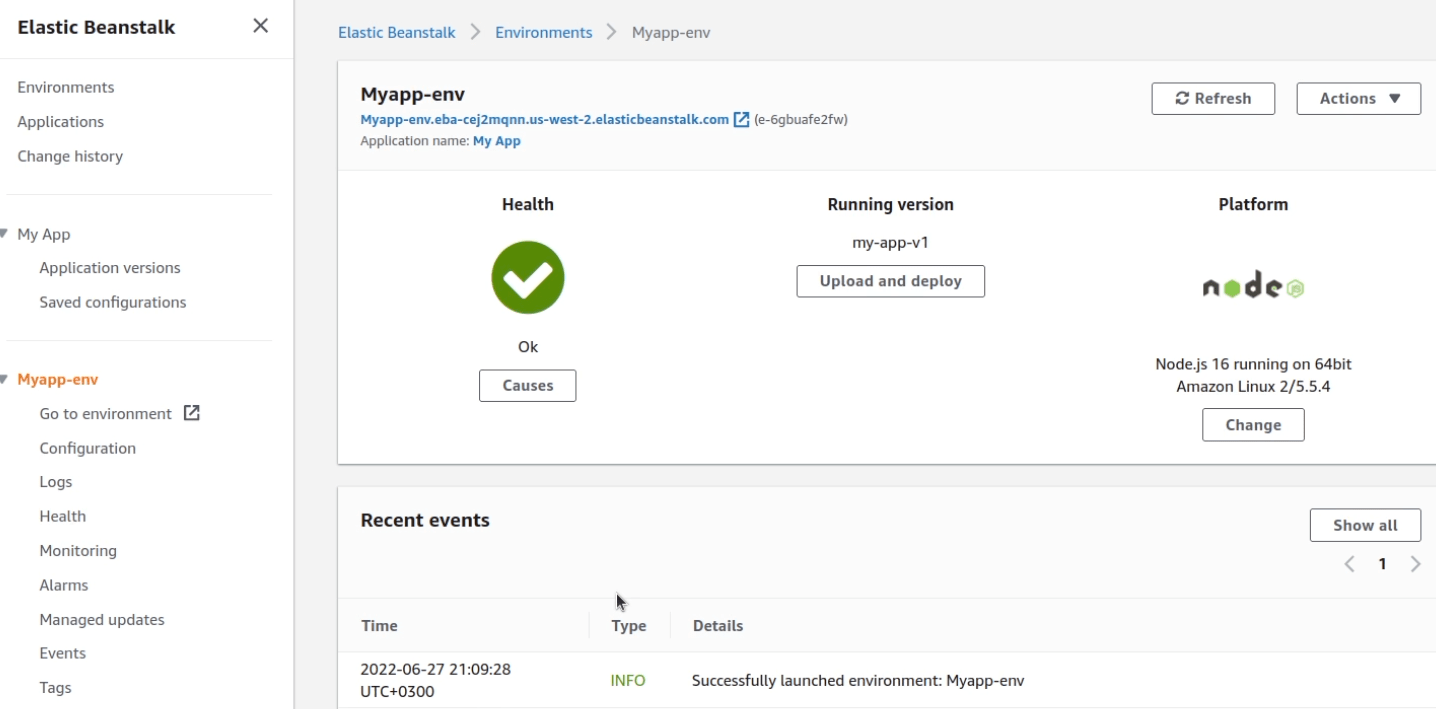 Elastic Beanstalk
Environments
Applications
Change history
My App
Application versions
Saved configurations
Myapp-env
Go to environment
Configuration
Logs
Health
Monitoring
Alarms
Managed updates
Events
Tags
Elastic Beanstalk > Environments > Myapp-env
Myapp-env
Myapp-env.eba-cej2mqnn.us-west-2.elasticbeanstalk.com (e-6gbuafe2fw)
Application name: My App
Refresh
Actions
Health
Ok
Causes
Running version
my-app-v1
Upload and deploy
Platform
node JS
Node.js 16 running on 64bit
Amazon Linux 2/5.5.4
Change
Recent events
Show all
1
Time Type Details
2022-06-27 21:09:28
UTC+0300
INFO
Successfully launched environment: Myapp-env